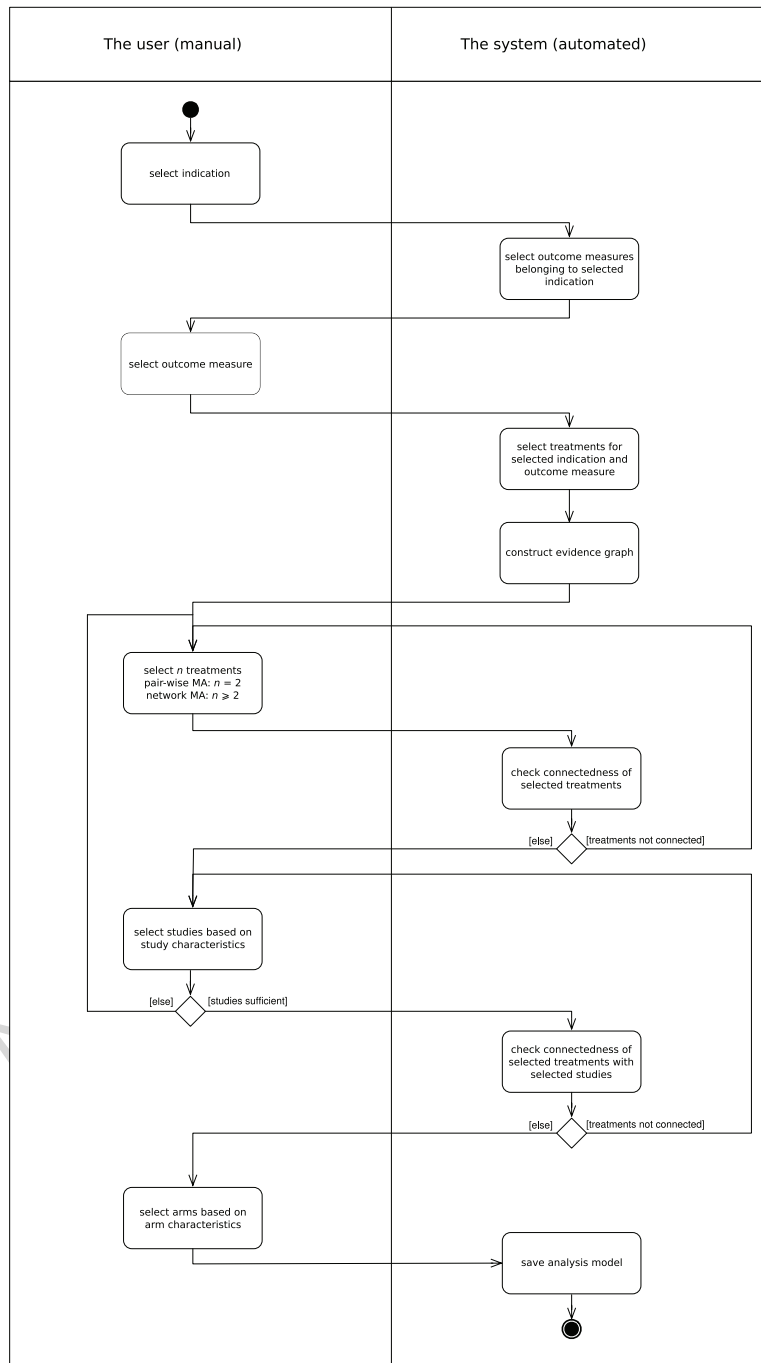 The user (manual)
The system (automated)
select indication
select outcome measures
belonging to selected
indication
select outcome measure
select treatments for
selected indication and
outcome measure
construct evidence graph
select n treatments
pair-wise MA: n = 2
network MA: n ⩾ 2
check connectedness of
selected treatments
[else]
[treatments not connected]
select studies based on
study characteristics
[else]
[studies sufficient]
check connectedness of
selected treatments with
selected studies
[else]
[treatments not connected]
select arms based on
arm characteristics
save analysis model